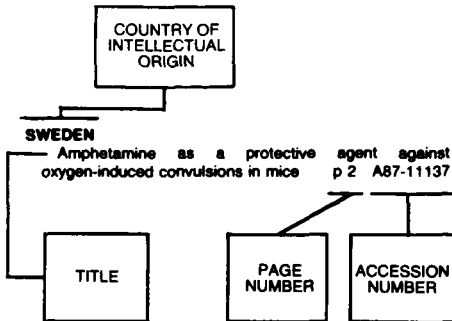 COUNTRY OF
INTELLECTUAL
ORIGIN
SWEDEN
Amphetamine as a protective agent against
oxygen-induced convulsions in mice p 2 A87-11137
TITLE
PAGE
NUMBER
ACCESSION
NUMBER